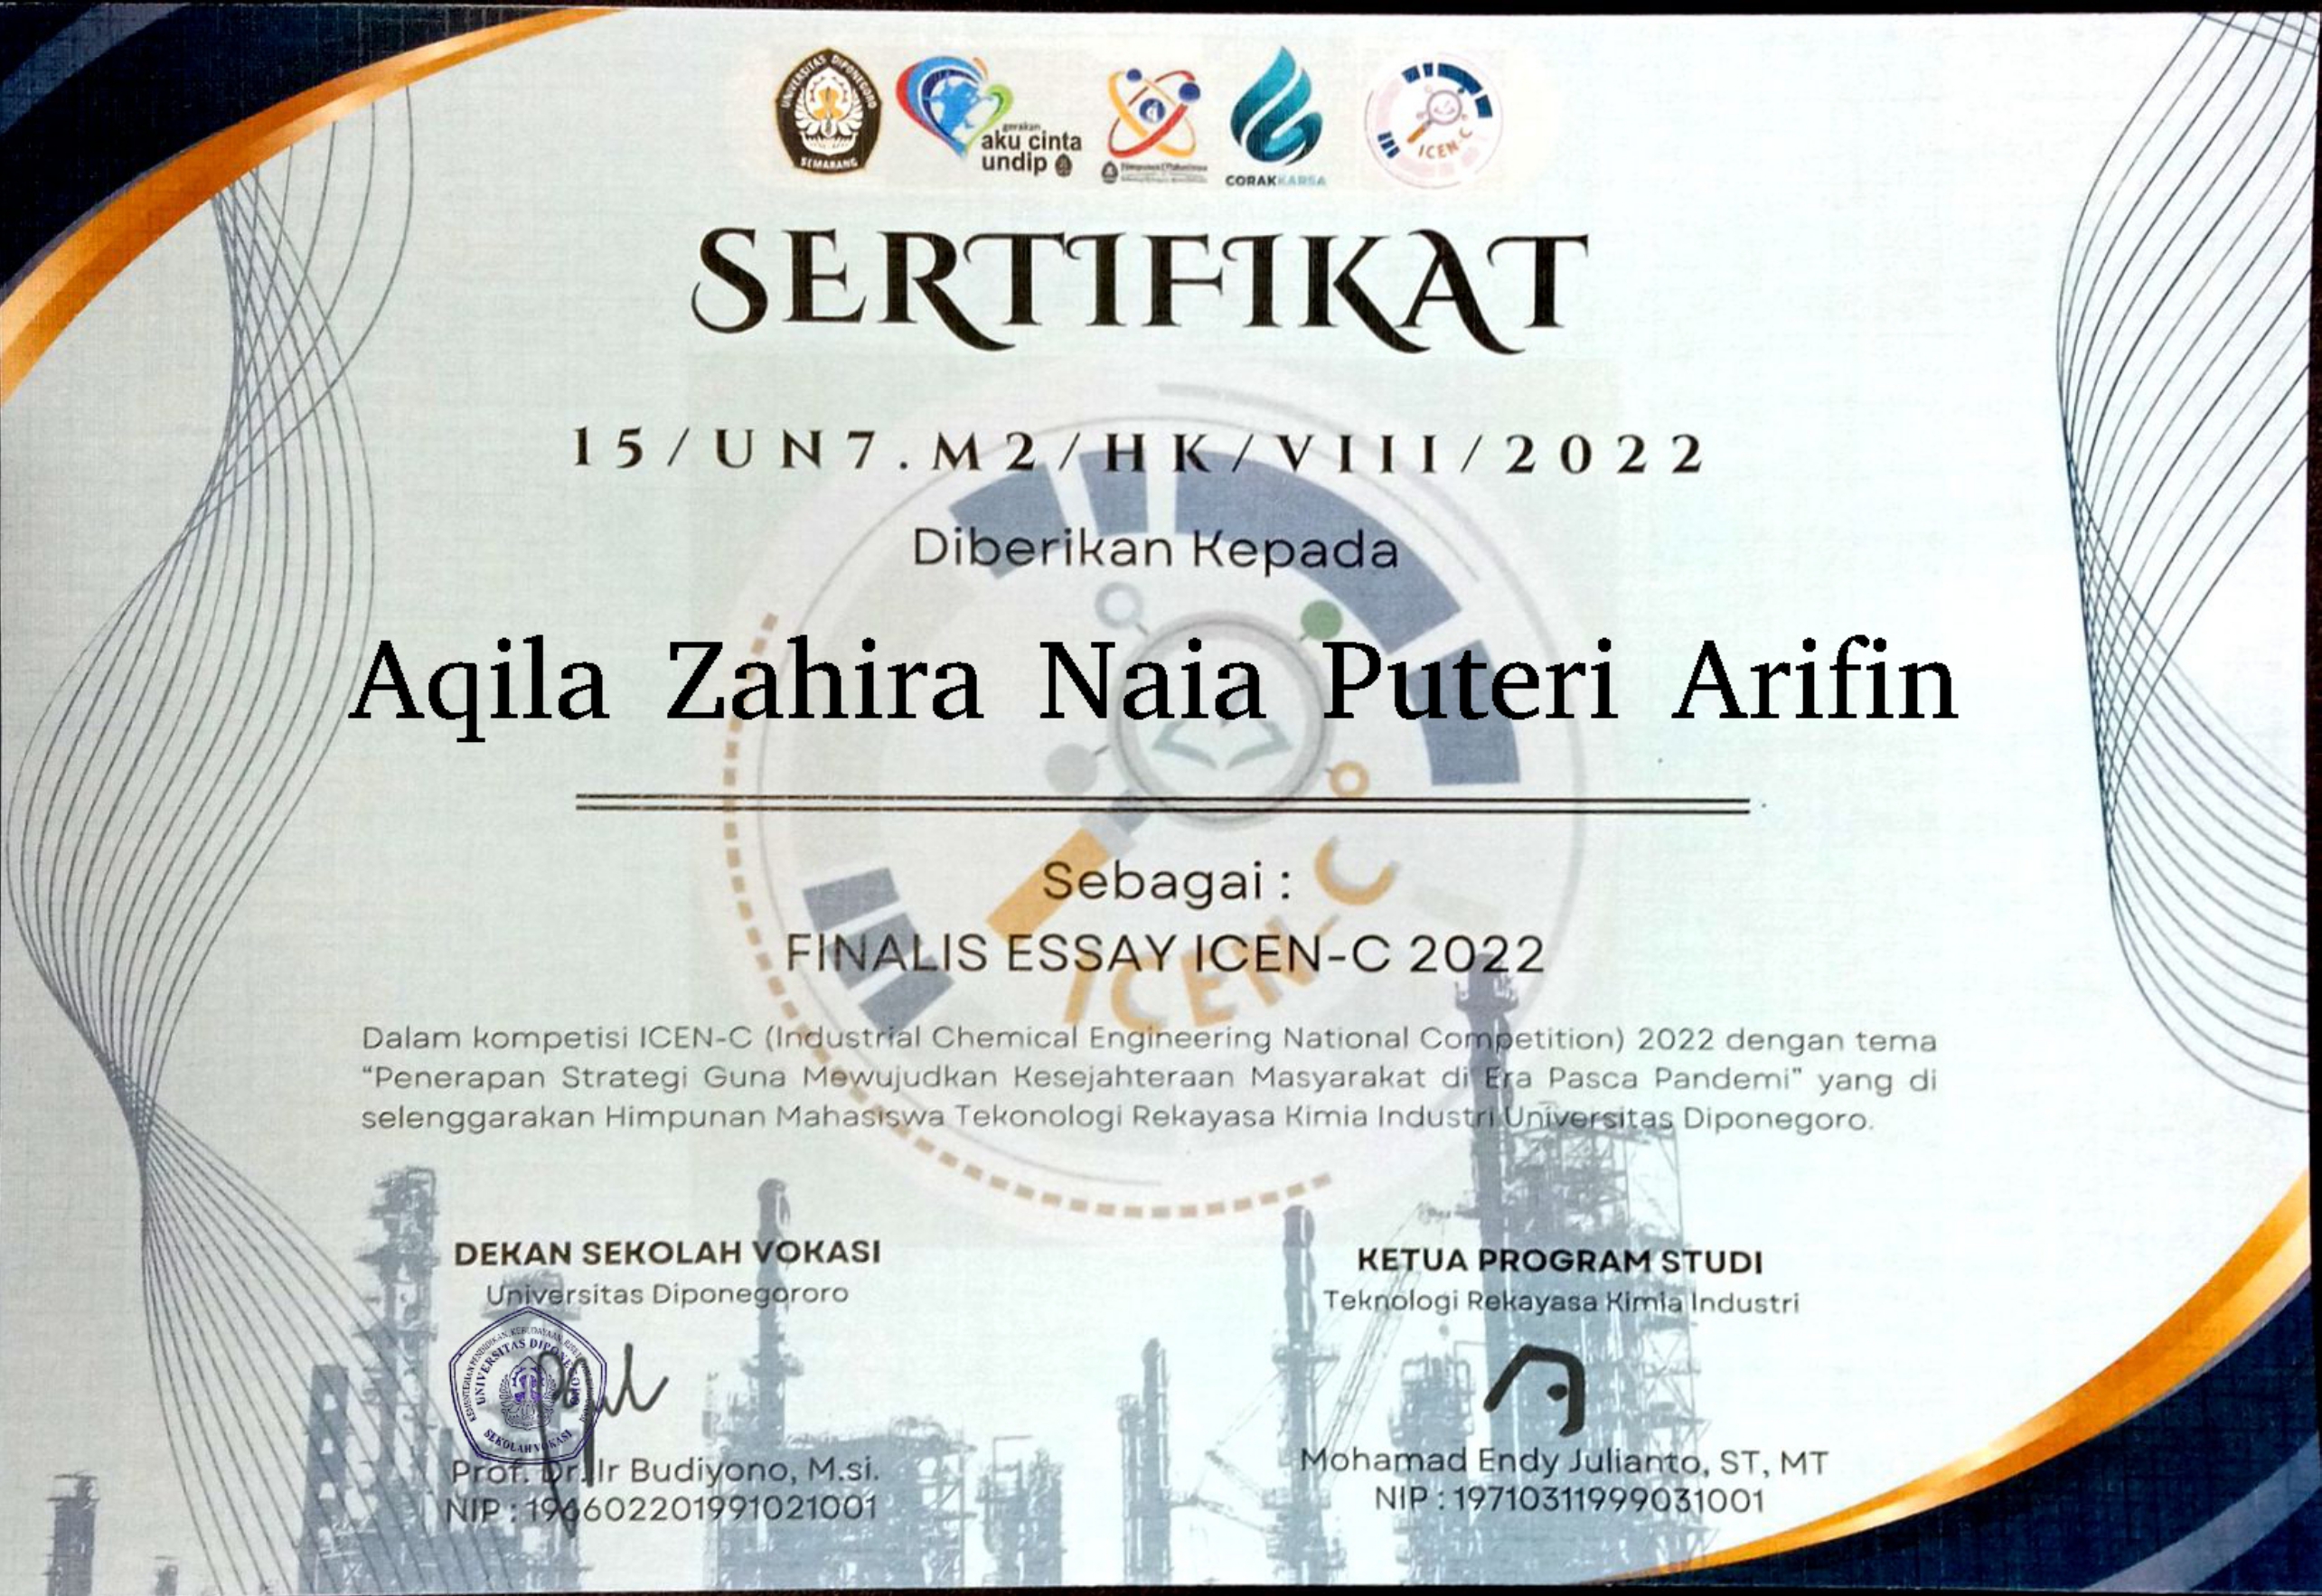 UNIVERSITAS DIPONEGORO
SEMARANG
gerakan
aku cinta
undip
CORAKKARSA
ICEN-C
SERTIFIKAT
15/UN7.M2/HK/VIII/2022
Diberikan Kepada
Aqila Zahira Naia Puteri Arifin
Sebagai :
FINALIS ESSAY ICEN-C 2022
ICEN-C
Dalam kompetisi ICEN-C (Industrial Chemical Engineering National Competition) 2022 dengan tema
“Penerapan Strategi Guna Mewujudkan Kesejahteraan Masyarakat di Era Pasca Pandemi” yang di
selenggarakan Himpunan Mahasiswa Tekonologi Rekayasa Kimia Industri Universitas Diponegoro.
DEKAN SEKOLAH VOKASI
Universitas Diponegororo
UNIVERSITAS DIPONEGORO
SEKOLAH VOKASI
Prof. Dr. Ir Budiyono, M.si.
NIP : 196602201991021001
KETUA PROGRAM STUDI
Teknologi Rekayasa Kimia Industri
Mohamad Endy Julianto, ST, MT
NIP : 197103111999031001